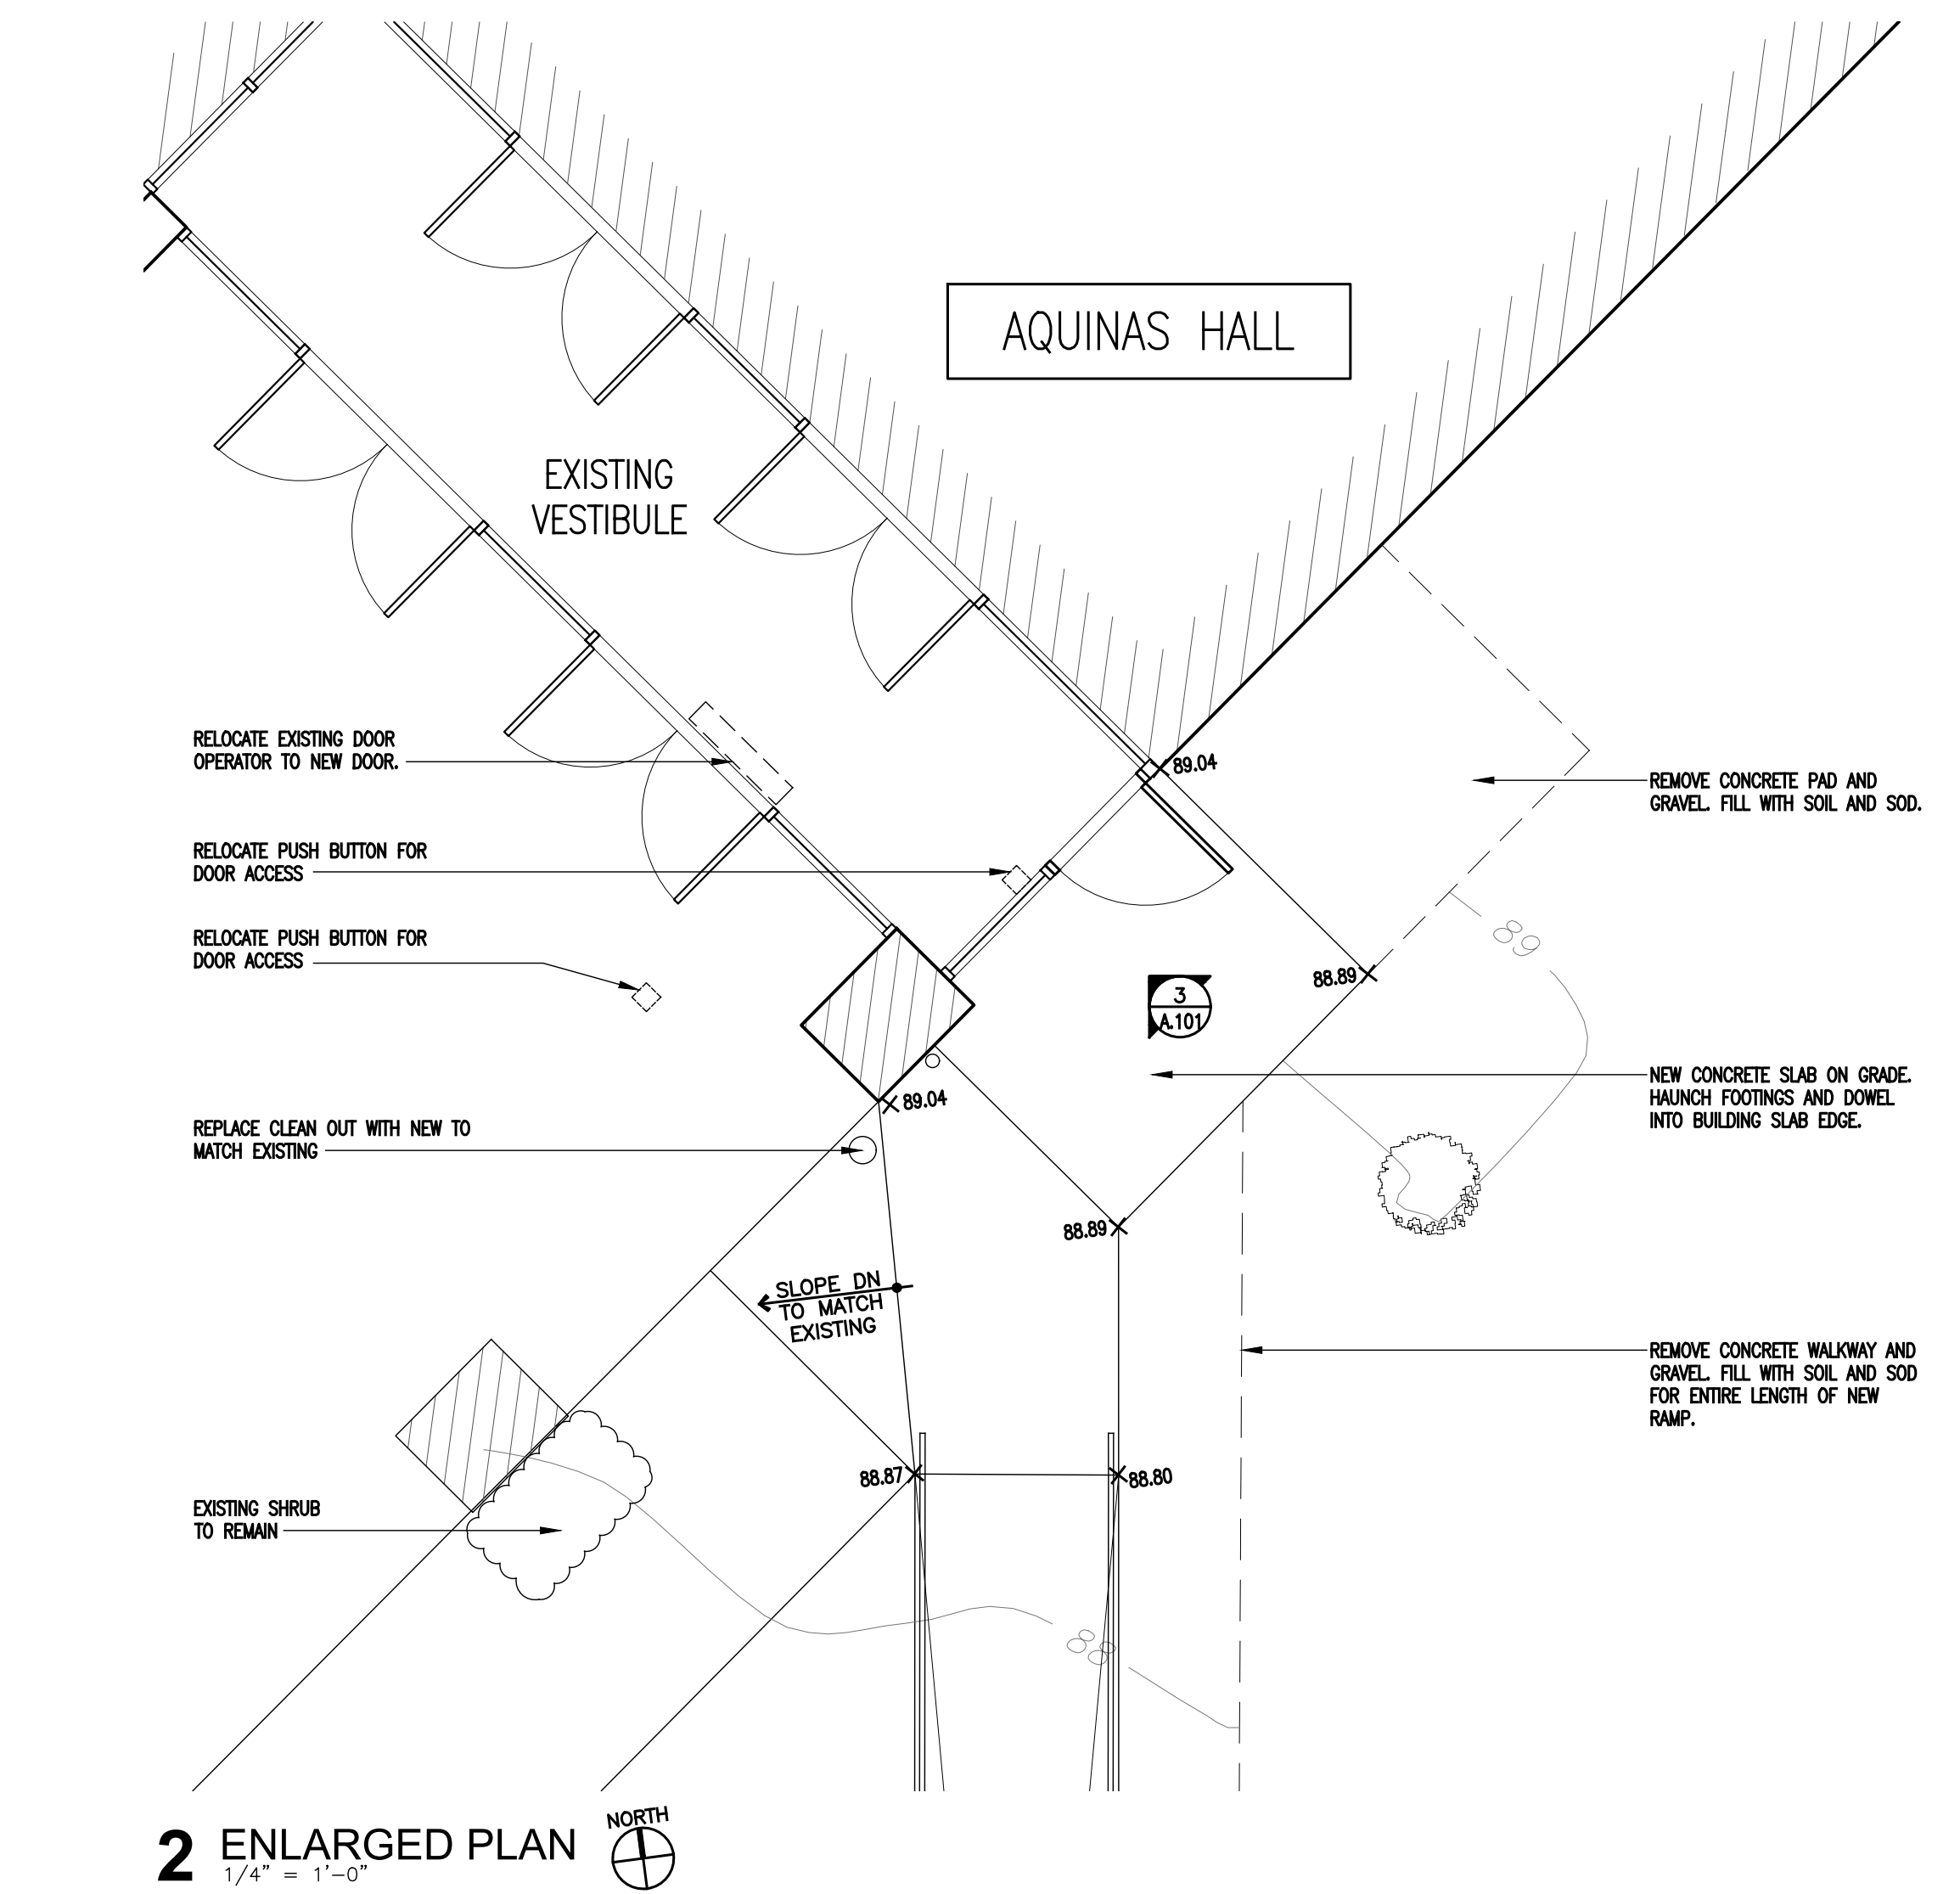 AQUINAS HALL
EXISTING
VESTIBULE
RELOCATE EXISTING DOOR
OPERATOR TO NEW DOOR.
89.04
REMOVE CONCRETE PAD AND
GRAVEL. FILL WITH SOIL AND SOD.
RELOCATE PUSH BUTTON FOR
DOOR ACCESS
RELOCATE PUSH BUTTON FOR
DOOR ACCESS
89
88.89
3
A.101
NEW CONCRETE SLAB ON GRADE.
HAUNCH FOOTINGS AND DOWEL
INTO BUILDING SLAB EDGE.
89.04
REPLACE CLEAN OUT WITH NEW TO
MATCH EXISTING
88.89
SLOPE DN
TO MATCH
EXISTING
REMOVE CONCRETE WALKWAY AND
GRAVEL. FILL WITH SOIL AND SOD
FOR ENTIRE LENGTH OF NEW
RAMP.
88.87
88.80
EXISTING SHRUB
TO REMAIN
88
2 ENLARGED PLAN
1/4" = 1'-0"
NORTH